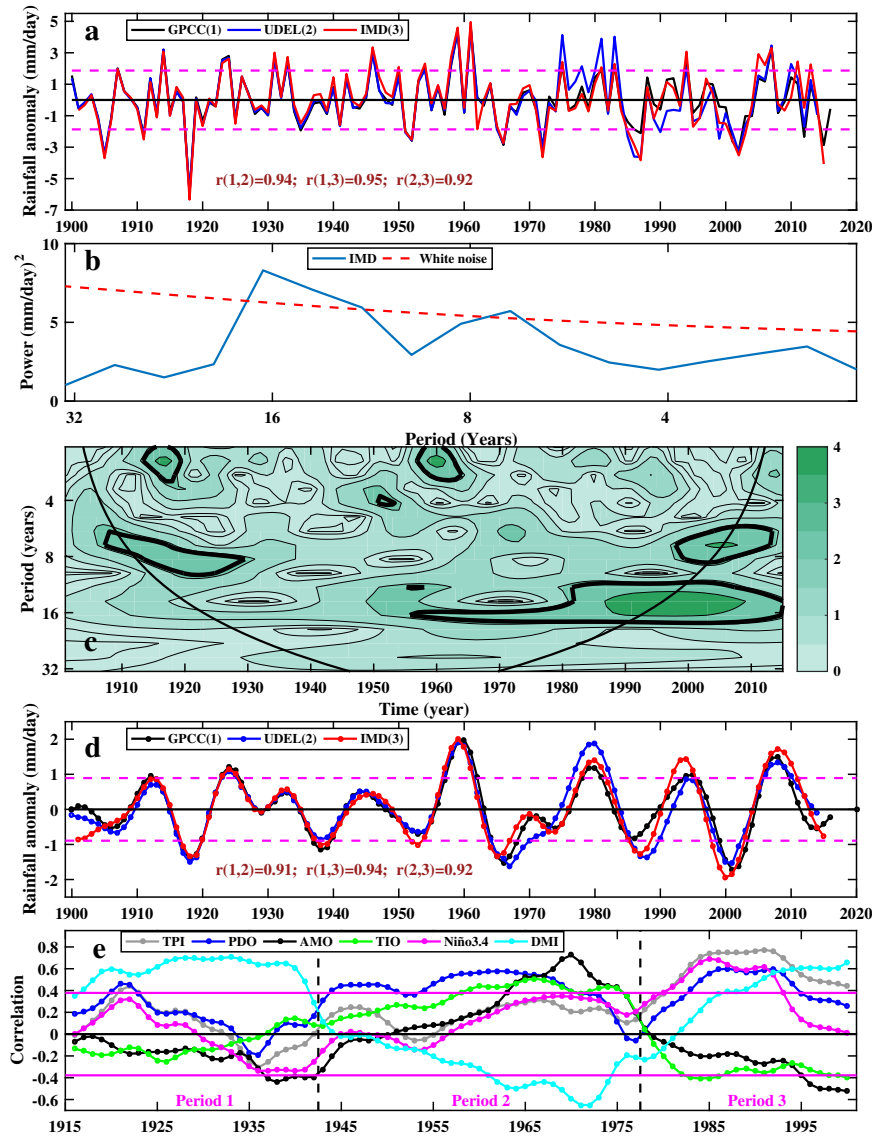 a
GPCC(1) UDEL(2) IMD(3)
Rainfall anomaly (mm/day)
5
3
1
-1
-3
-5
-7
r(1,2)=0.94; r(1,3)=0.95; r(2,3)=0.92
1900 1910 1920 1930 1940 1950 1960 1970 1980 1990 2000 2010 2020
b
IMD White noise
Power (mm/day)²
10
5
0
32 16 8 4
Period (Years)
Period (years)
4
8
16
32
c
4
3
2
1
0
1910 1920 1930 1940 1950 1960 1970 1980 1990 2000 2010
Time (year)
d
GPCC(1) UDEL(2) IMD(3)
Rainfall anomaly (mm/day)
2
1
0
-1
-2
r(1,2)=0.91; r(1,3)=0.94; r(2,3)=0.92
1900 1910 1920 1930 1940 1950 1960 1970 1980 1990 2000 2010 2020
e
TPI PDO AMO TIO Niño3.4 DMI
Correlation
0.8
0.6
0.4
0.2
0
-0.2
-0.4
-0.6
Period 1 Period 2 Period 3
1915 1925 1935 1945 1955 1965 1975 1985 1995